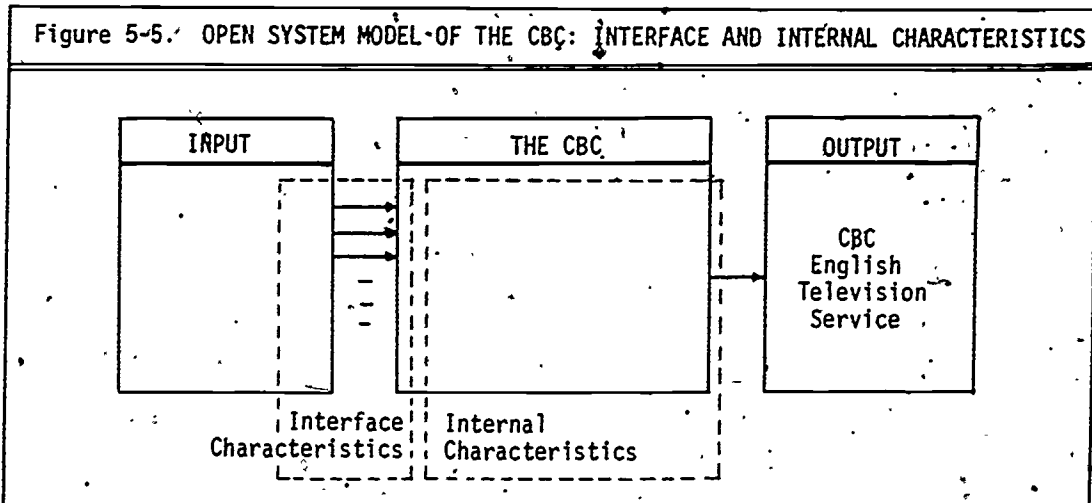 Figure 5-5. OPEN SYSTEM MODEL OF THE CBC: INTERFACE AND INTERNAL CHARACTERISTICS
INPUT
THE CBC
OUTPUT
CBC
English
Television
Service
Interface
Characteristics
Internal
Characteristics